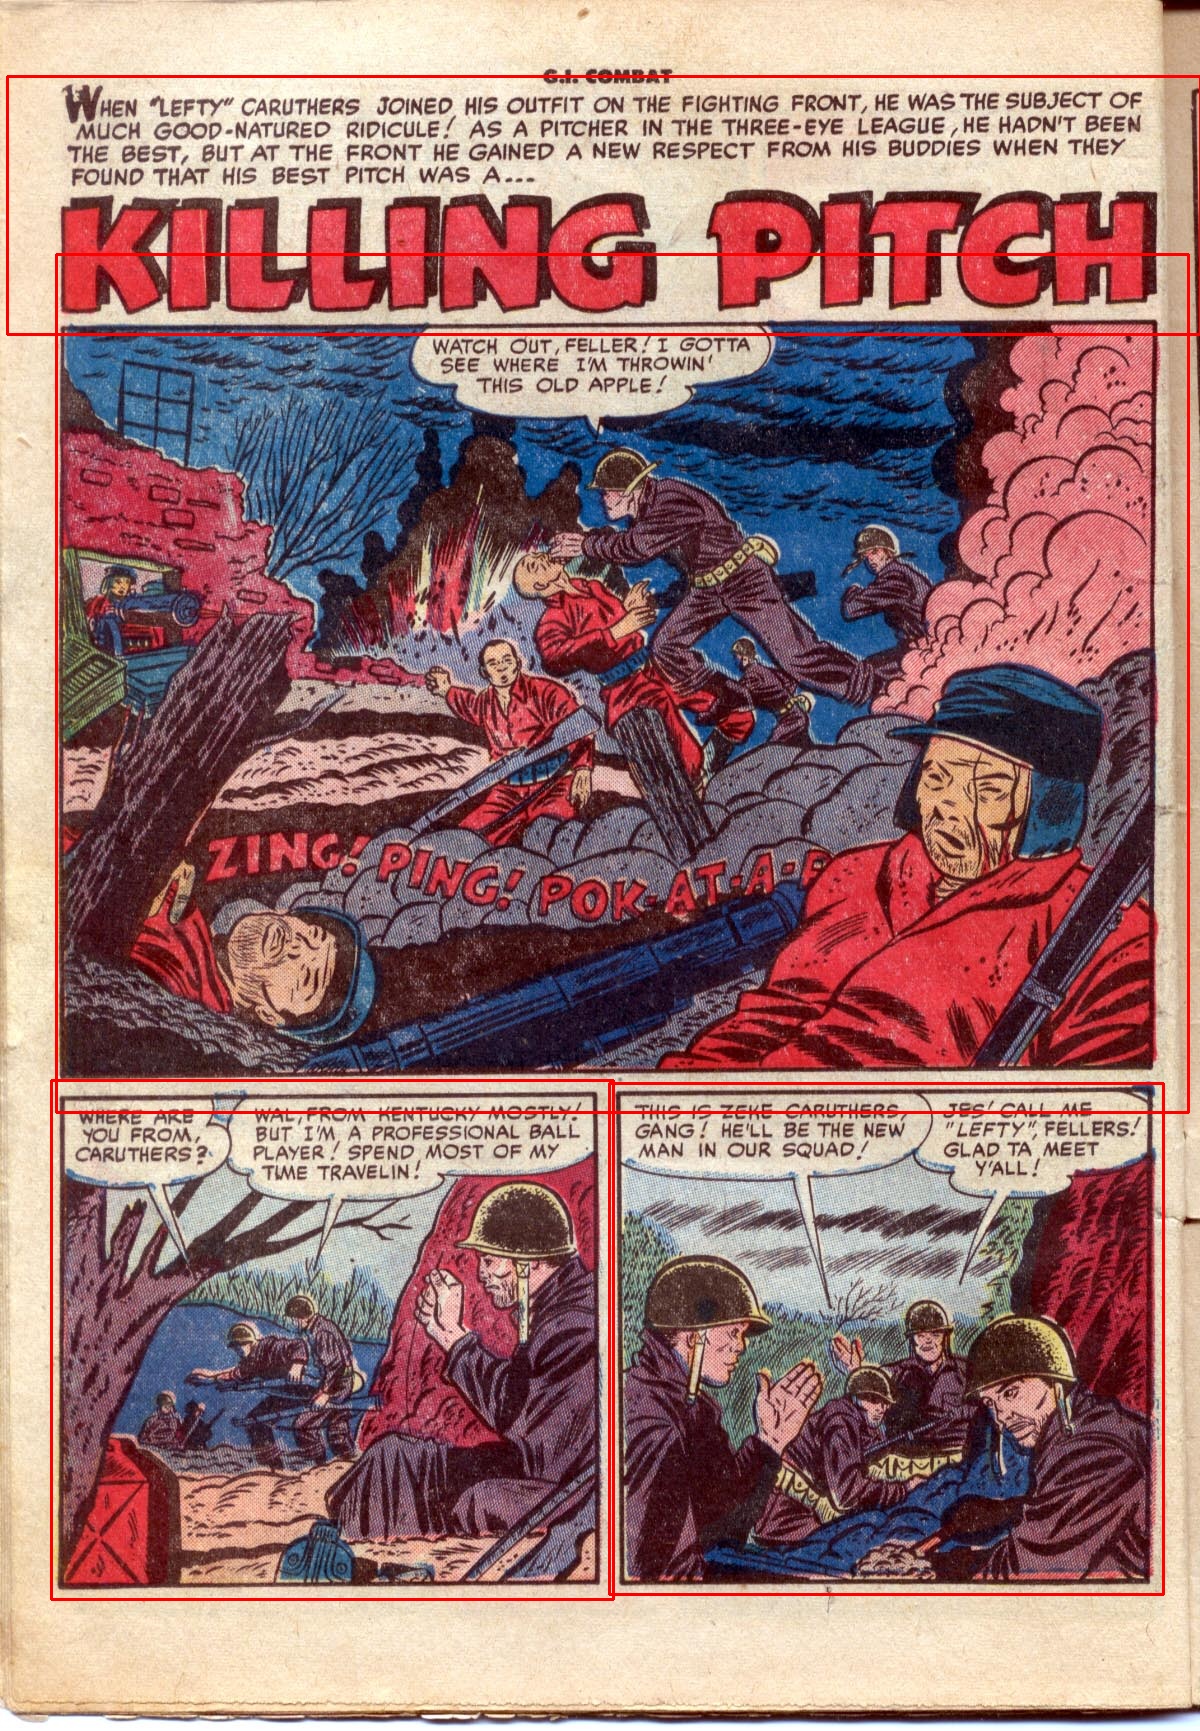 G.I. COMBAT
WHEN "LEFTY" CARUTHERS JOINED HIS OUTFIT ON THE FIGHTING FRONT, HE WAS THE SUBJECT OF
MUCH GOOD-NATURED RIDICULE! AS A PITCHER IN THE THREE-EYE LEAGUE, HE HADN'T BEEN
THE BEST, BUT AT THE FRONT HE GAINED A NEW RESPECT FROM HIS BUDDIES WHEN THEY
FOUND THAT HIS BEST PITCH WAS A...
KILLING PITCH
WATCH OUT, FELLER! I GOTTA
SEE WHERE I'M THROWIN'
THIS OLD APPLE!
ZING! PING! POK-AT-A-P
WHERE ARE
YOU FROM,
CARUTHERS?
WAL, FROM KENTUCKY MOSTLY!
BUT I'M A PROFESSIONAL BALL
PLAYER! SPEND MOST OF MY
TIME TRAVELIN!
THIS IS ZEKE CARUTHERS,
GANG! HE'LL BE THE NEW
MAN IN OUR SQUAD!
JES' CALL ME
"LEFTY", FELLERS!
GLAD TA MEET
Y'ALL!